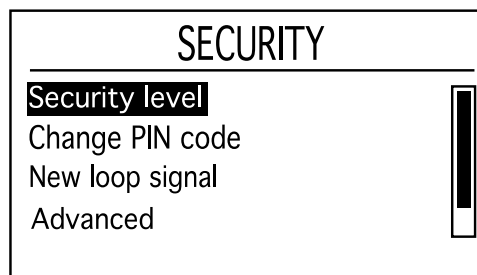 SECURITY
Security level
Change PIN code
New loop signal
Advanced